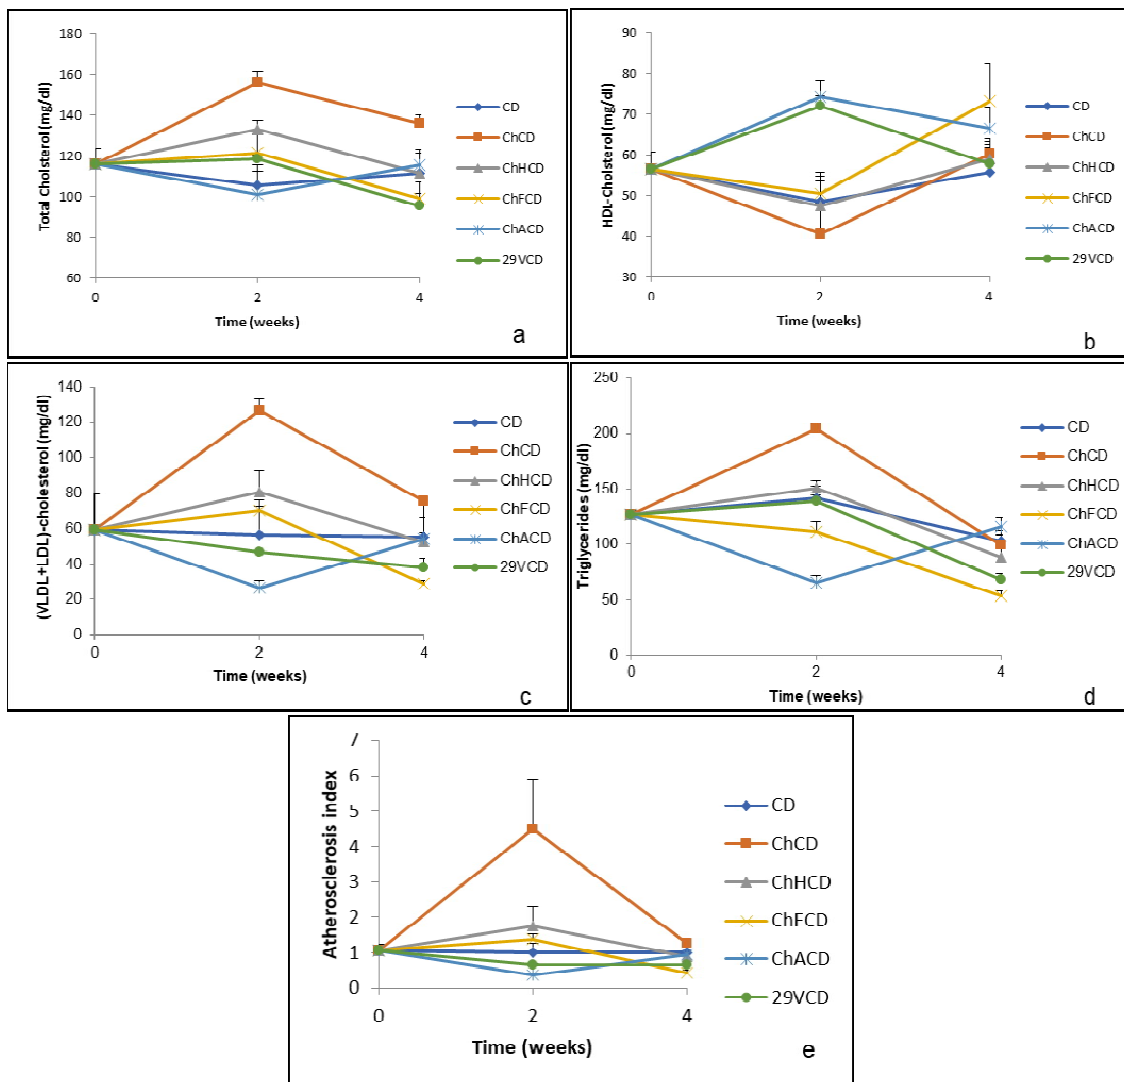 180
160
140
120
100
80
60
0
2
4
Total Cholsterol (mg/dl)
Time (weeks)
CD
ChCD
ChHCD
ChFCD
ChACD
29VCD
a
90
80
70
60
50
40
30
0
2
4
HDL-Cholsterol (mg/dl)
Time (weeks)
CD
ChCD
ChHCD
ChFCD
ChACD
29VCD
b
140
120
100
80
60
40
20
0
0
2
4
(VLDL+LDL)-cholesterol (mg/dl)
Time (weeks)
CD
ChCD
ChHCD
ChFCD
ChACD
29VCD
c
250
200
150
100
50
0
0
2
4
Triglycerides (mg/dl)
Time (weeks)
CD
ChCD
ChHCD
ChFCD
ChACD
29VCD
d
7
6
5
4
3
2
1
0
0
2
4
Atherosclerosis index
Time (weeks)
CD
ChCD
ChHCD
ChFCD
ChACD
29VCD
e